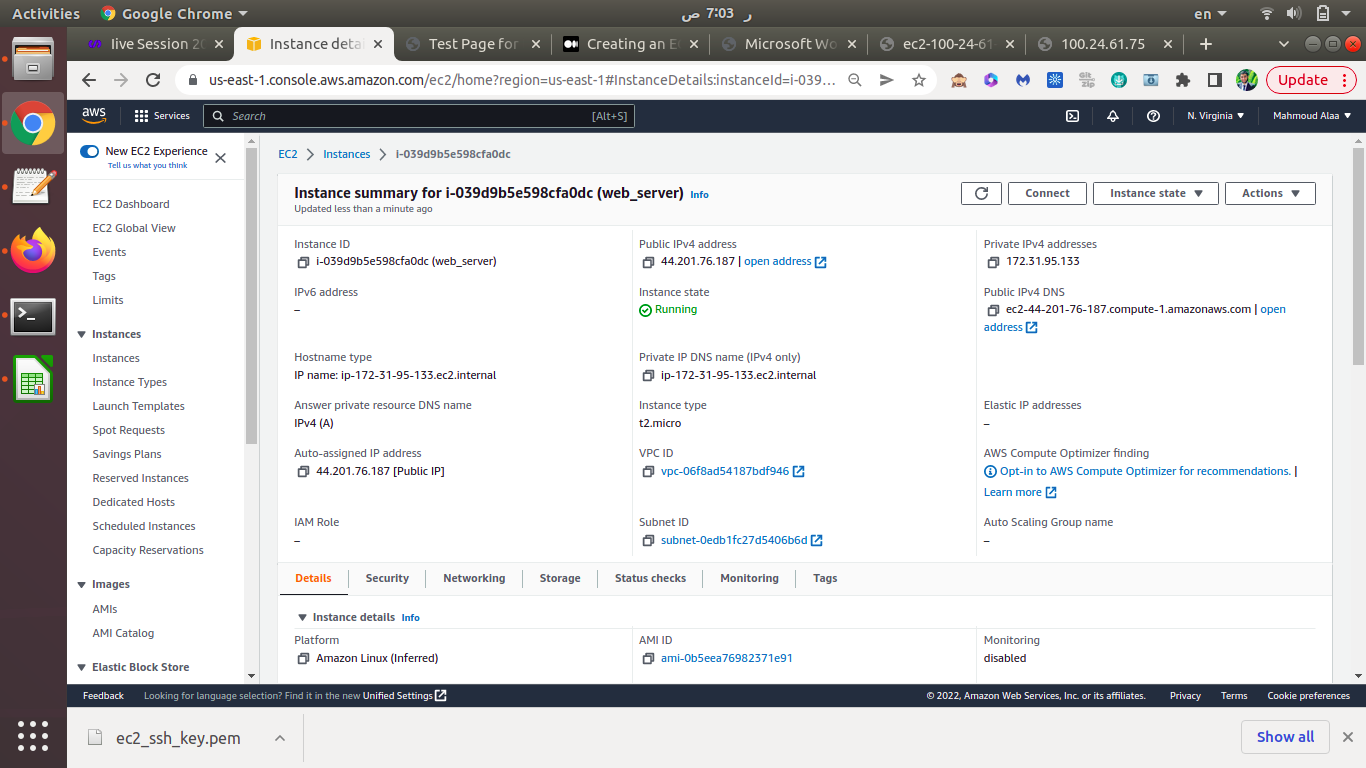 Activities
Google Chrome
ر 7:03 ص
en
live Session 20
Instance detai
Test Page for
Creating an E
Microsoft Wo
ec2-100-24-61
100.24.61.75
us-east-1.console.aws.amazon.com/ec2/home?region=us-east-1#InstanceDetails:instanceId=i-039…
Update
aws
Services
Search
[Alt+S]
N. Virginia
Mahmoud Alaa
New EC2 Experience
Tell us what you think
EC2 Dashboard
EC2 Global View
Events
Tags
Limits
Instances
Instances
Instance Types
Launch Templates
Spot Requests
Savings Plans
Reserved Instances
Dedicated Hosts
Scheduled Instances
Capacity Reservations
Images
AMIs
AMI Catalog
Elastic Block Store
EC2
Instances
i-039d9b5e598cfa0dc
Instance summary for i-039d9b5e598cfa0dc (web_server) Info
Updated less than a minute ago
Connect
Instance state
Actions
Instance ID
i-039d9b5e598cfa0dc (web_server)
Public IPv4 address
44.201.76.187 | open address
Private IPv4 addresses
172.31.95.133
IPv6 address
–
Instance state
Running
Public IPv4 DNS
ec2-44-201-76-187.compute-1.amazonaws.com | open
address
Hostname type
IP name: ip-172-31-95-133.ec2.internal
Private IP DNS name (IPv4 only)
ip-172-31-95-133.ec2.internal
Answer private resource DNS name
IPv4 (A)
Instance type
t2.micro
Elastic IP addresses
–
Auto-assigned IP address
44.201.76.187 [Public IP]
VPC ID
vpc-06f8ad54187bdf946
AWS Compute Optimizer finding
Opt-in to AWS Compute Optimizer for recommendations. |
Learn more
IAM Role
–
Subnet ID
subnet-0edb1fc27d5406b6d
Auto Scaling Group name
–
Details
Security
Networking
Storage
Status checks
Monitoring
Tags
Instance details Info
Platform
Amazon Linux (Inferred)
AMI ID
ami-0b5eea76982371e91
Monitoring
disabled
Feedback
Looking for language selection? Find it in the new Unified Settings
© 2022, Amazon Web Services, Inc. or its affiliates.
Privacy
Terms
Cookie preferences
ec2_ssh_key.pem
Show all